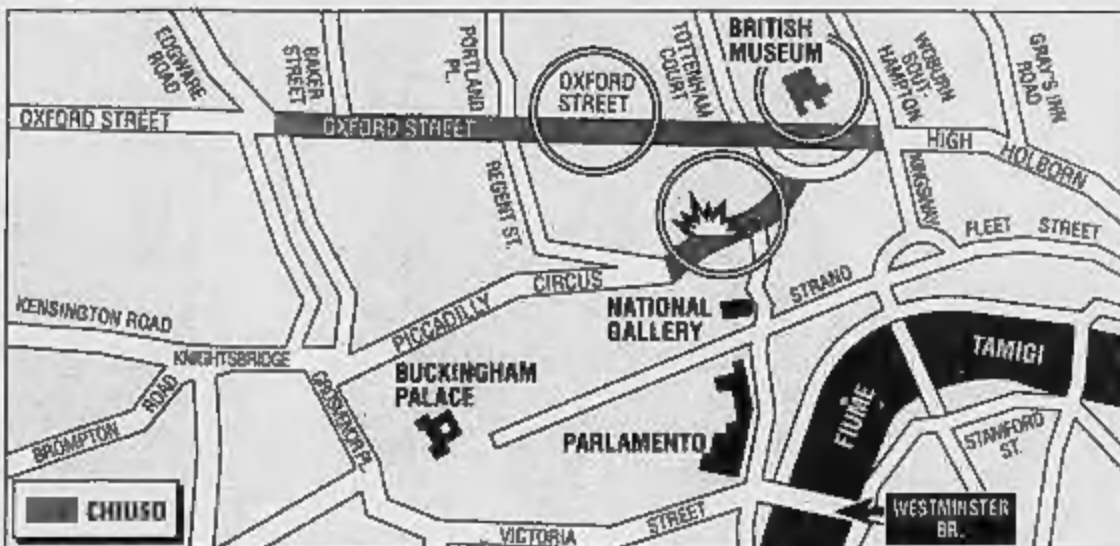 EDGWARE
ROAD
BAKER
STREET
PORTLAND
PL.
OXFORD
STREET
TOTTENHAM
COURT
BRITISH
MUSEUM
WOBURN
SOUT-
HAMPTON
GRAY'S INN
ROAD
OXFORD STREET
OXFORD STREET
HIGH
HOLBORN
REGENT ST.
KINGSWAY
FLEET STREET
PICCADILLY
CIRCUS
STRAND
NATIONAL
GALLERY
KENSINGTON ROAD
KNIGHTSBRIDGE
BROMPTON
ROAD
GROSVENOR PL.
BUCKINGHAM
PALACE
PARLAMENTO
FIUME
TAMIGI
STAMFORD
ST.
CHIUSO
VICTORIA
STREET
WESTMINSTER
BR.